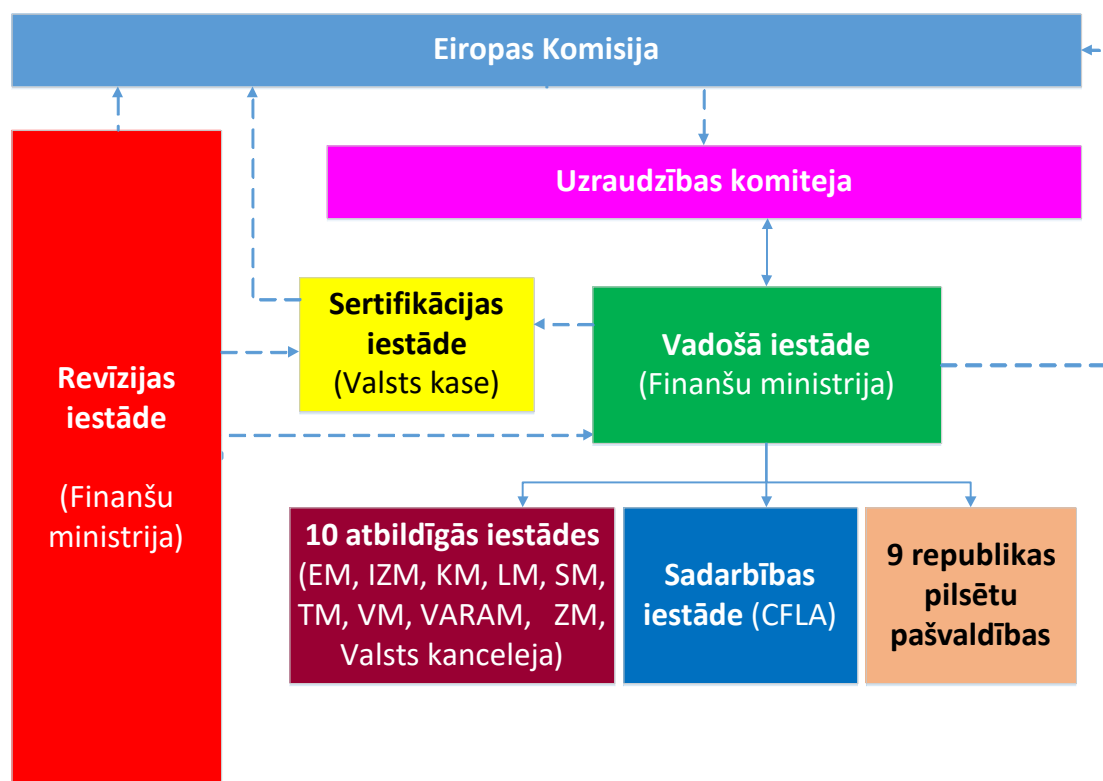 Eiropas Komisija
Uzraudzības komiteja
Sertifikācijas
iestāde
(Valsts kase)
Vadošā iestāde
(Finanšu ministrija)
Revīzijas
iestāde
(Finanšu
ministrija)
10 atbildīgās iestādes
(EM, IZM, KM, LM, SM,
TM, VM, VARAM, ZM,
Valsts kanceleja)
Sadarbības
iestāde (CFLA)
9 republikas
pilsētu
pašvaldības